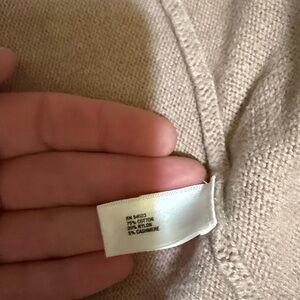 RN 54023
75% COTTON
20% NYLON
5% CASHMERE